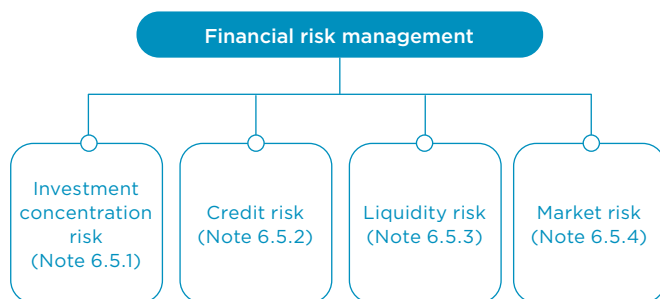 Financial risk management
Investment
concentration
risk
(Note 6.5.1)
Credit risk
(Note 6.5.2)
Liquidity risk
(Note 6.5.3)
Market risk
(Note 6.5.4)